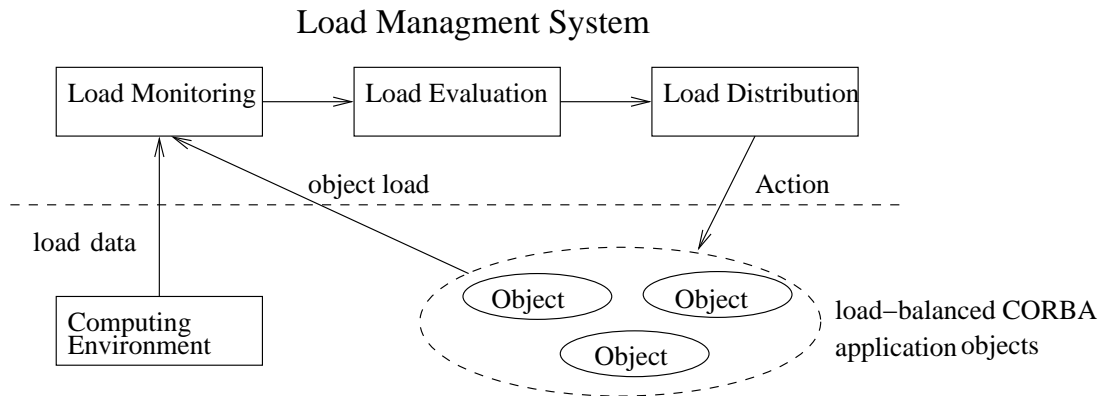 Load Managment System
Load Monitoring
Load Evaluation
Load Distribution
object load
Action
load data
Object
Object
Object
Computing
Environment
load-balanced CORBA
application objects